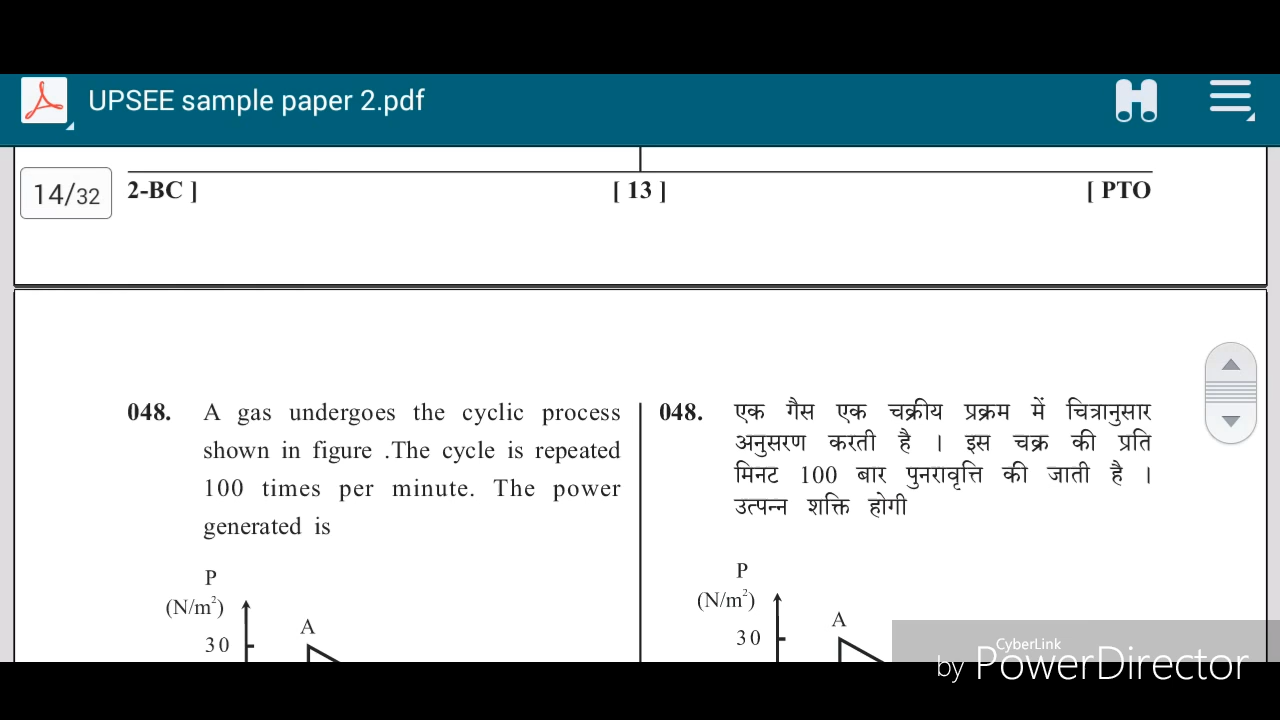 UPSEE sample paper 2.pdf
14/32
2-BC ]
[ 13 ]
[ PTO
048. A gas undergoes the cyclic process
shown in figure .The cycle is repeated
100 times per minute. The power
generated is
P
(N/m²)
30
A
048. एक गैस एक चक्रीय प्रक्रम में चित्रानुसार
अनुसरण करती है । इस चक्र की प्रति
मिनट 100 बार पुनरावृत्ति की जाती है ।
उत्पन्न शक्ति होगी
P
(N/m²)
30
A
CyberLink
by PowerDirector